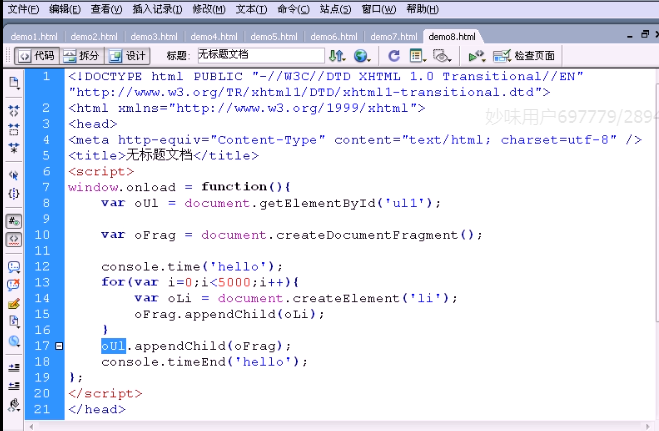 文件(F) 编辑(E) 查看(V) 插入记录(I) 修改(M) 文本(T) 命令(C) 站点(S) 窗口(W) 帮助(H)
demo1.html demo2.html demo3.html demo4.html demo5.html demo6.html demo7.html demo8.html
代码 拆分 设计 标题: 无标题文档 检查页面
妙味用户697779/2894
1 <!DOCTYPE html PUBLIC "-//W3C//DTD XHTML 1.0 Transitional//EN"
"http://www.w3.org/TR/xhtml1/DTD/xhtml1-transitional.dtd">
2 <html xmlns="http://www.w3.org/1999/xhtml">
3 <head>
4 <meta http-equiv="Content-Type" content="text/html; charset=utf-8" />
5 <title>无标题文档</title>
6 <script>
7 window.onload = function(){
8 var oUl = document.getElementById('ul1');
9
10 var oFrag = document.createDocumentFragment();
11
12 console.time('hello');
13 for(var i=0;i<5000;i++){
14 var oLi = document.createElement('li');
15 oFrag.appendChild(oLi);
16 }
17 oUl.appendChild(oFrag);
18 console.timeEnd('hello');
19 };
20 </script>
21 </head>